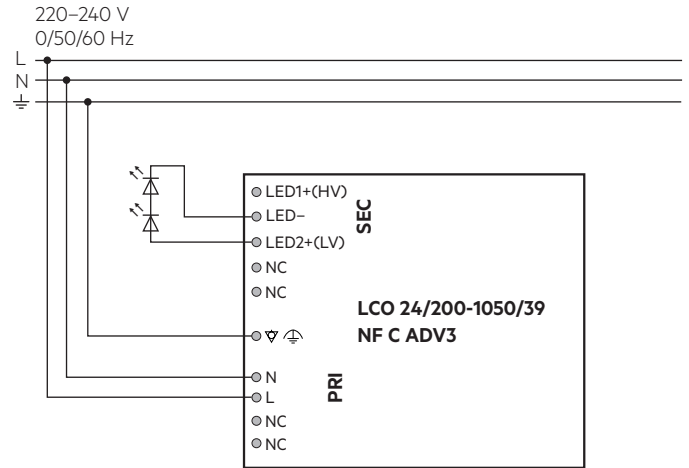 220–240 V
0/50/60 Hz
L
N
LED1+(HV)
LED–
SEC
LED2+(LV)
NC
NC
LCO 24/200-1050/39
NF C ADV3
N
PRI
L
NC
NC